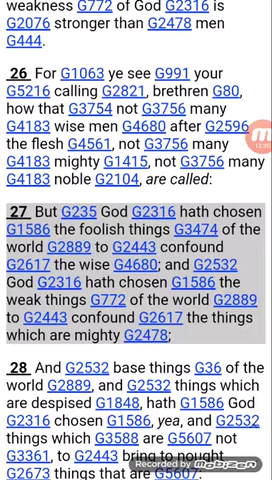 weakness G772 of God G2316 is
G2076 stronger than G2478 men
G444.
26 For G1063 ye see G991 your
G5216 calling G2821, brethren G80,
how that G3754 not G3756 many
G4183 wise men G4680 after G2596
the flesh G4561, not G3756 many
G4183 mighty G1415, not G3756 many
G4183 noble G2104, are called:
27 But G235 God G2316 hath chosen
G1586 the foolish things G3474 of the
world G2889 to G2443 confound
G2617 the wise G4680; and G2532
God G2316 hath chosen G1586 the
weak things G772 of the world G2889
to G2443 confound G2617 the things
which are mighty G2478;
28 And G2532 base things G36 of the
world G2889, and G2532 things which
are despised G1848, hath G1586 God
G2316 chosen G1586, yea, and G2532
things which G3588 are G5607 not
G3361, to G2443 bring to nought
Recorded by mobizen
G2673 things that are G5607: